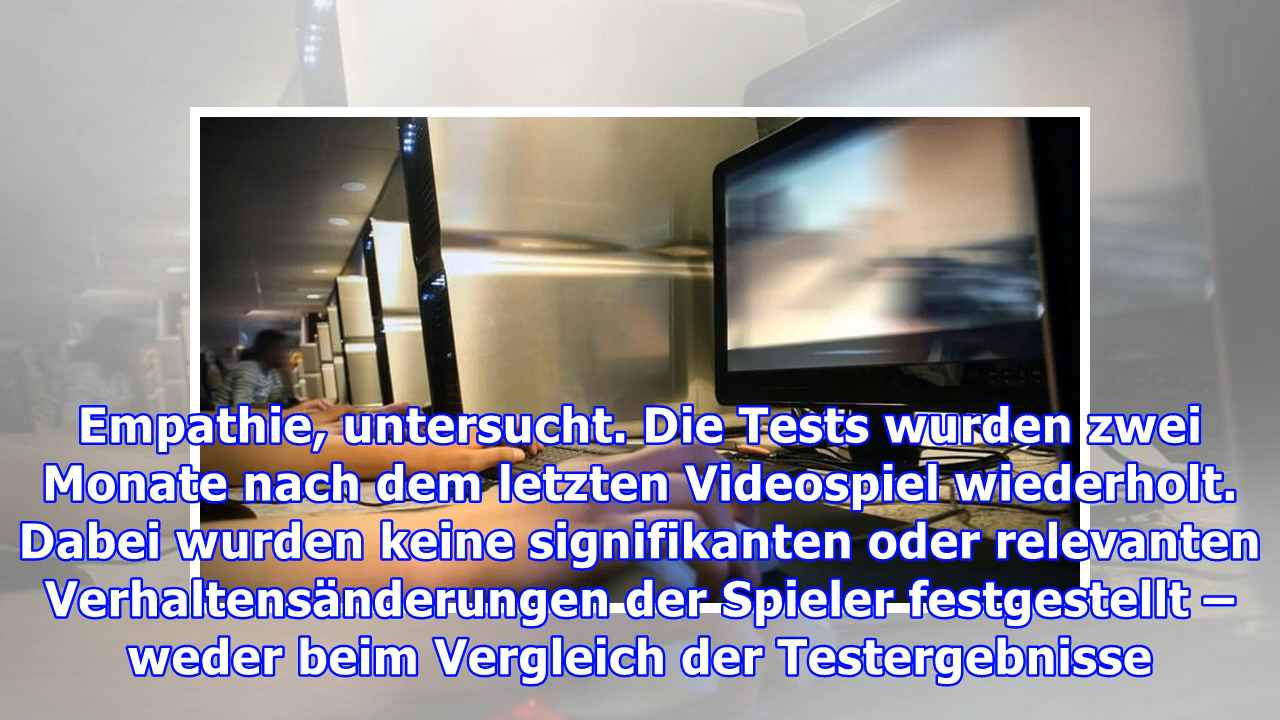 Empathie, untersucht. Die Tests wurden zwei
Monate nach dem letzten Videospiel wiederholt.
Dabei wurden keine signifikanten oder relevanten
Verhaltensänderungen der Spieler festgestellt –
weder beim Vergleich der Testergebnisse